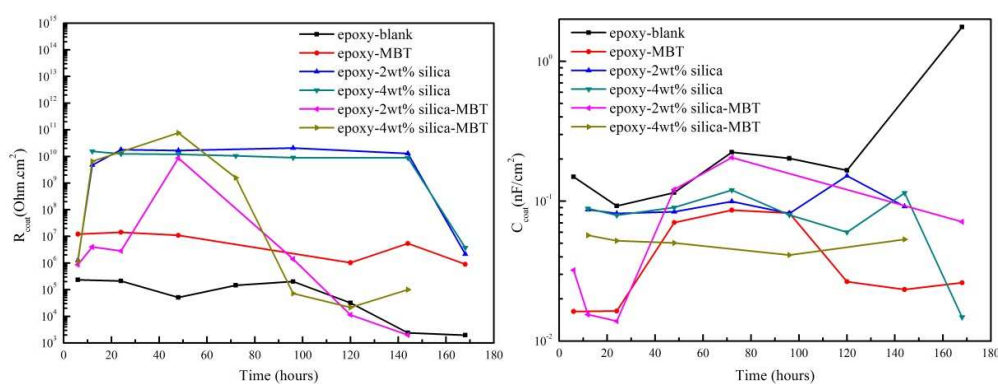 10^15
10^14
10^13
10^12
10^11
10^10
10^9
10^8
10^7
10^6
10^5
10^4
10^3
R_coat(Ohm.cm^2)
epoxy-blank
epoxy-MBT
epoxy-2wt% silica
epoxy-4wt% silica
epoxy-2wt% silica-MBT
epoxy-4wt% silica-MBT
0 20 40 60 80 100 120 140 160 180
Time (hours)
10^0
10^-1
10^-2
C_coat(nF/cm^2)
epoxy-blank
epoxy-MBT
epoxy-2wt% silica
epoxy-4wt% silica
epoxy-2wt% silica-MBT
epoxy-4wt% silica-MBT
0 20 40 60 80 100 120 140 160 180
Time (hours)